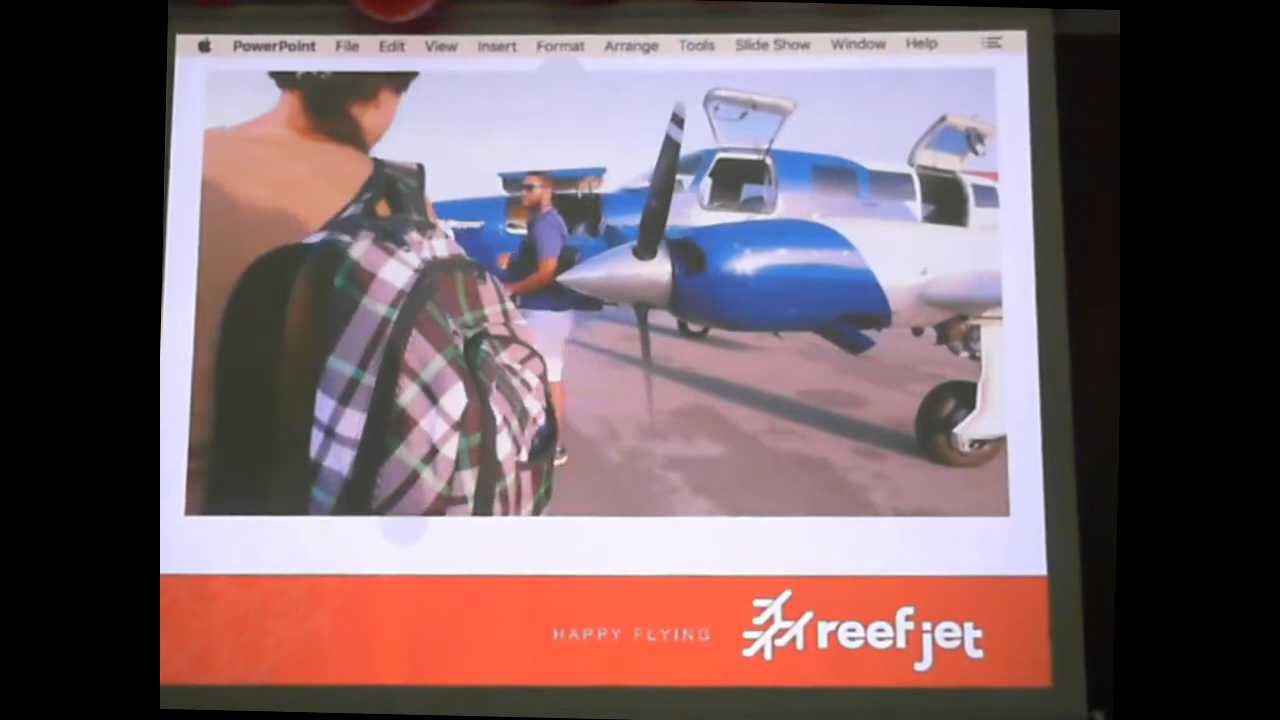 PowerPoint File Edit View Insert Format Arrange Tools Slide Show Window Help
HAPPY FLYING
reef jet